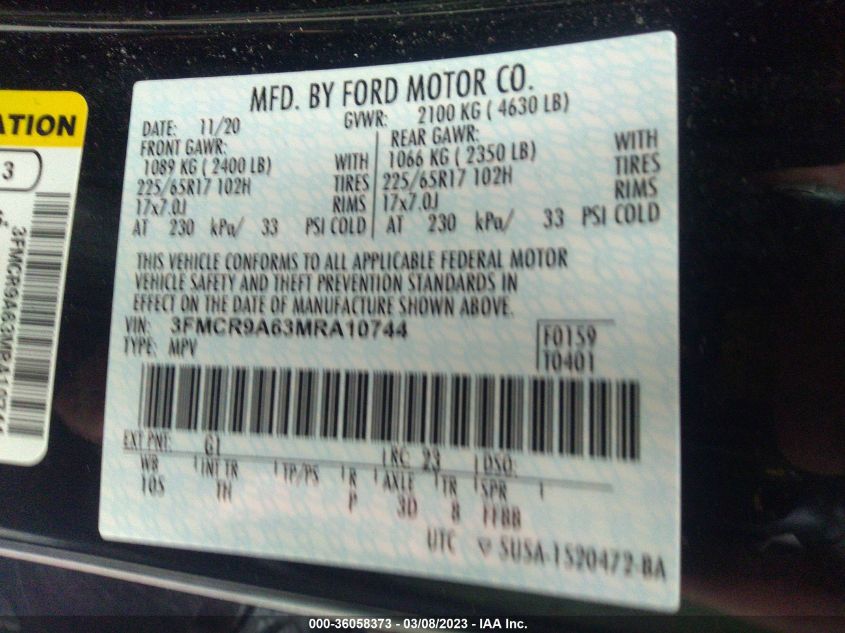 MFD. BY FORD MOTOR CO.
DATE: 11/20 GVWR: 2100 KG ( 4630 LB)
FRONT GAWR: REAR GAWR:
1089 KG ( 2400 LB) WITH 1066 KG ( 2350 LB) WITH
225/65R17 102H TIRES 225/65R17 102H TIRES
17x7.0J RIMS 17x7.0J RIMS
AT 230 kPa/ 33 PSI COLD AT 230 kPa/ 33 PSI COLD
THIS VEHICLE CONFORMS TO ALL APPLICABLE FEDERAL MOTOR
VEHICLE SAFETY AND THEFT PREVENTION STANDARDS IN
EFFECT ON THE DATE OF MANUFACTURE SHOWN ABOVE.
VIN: 3FMCR9A63MRA10744
TYPE: MPV
F0159
T0401
EXT PNT: G1 RC: 23 DSO:
WB INT TR TP/PS R AXLE TR SPR
105 TH P 3D 8 FFBB
UTC SU5A-1520472-BA
ATION
3
3FMCR9A63MRA10744
000-36058373 - 03/08/2023 - IAA Inc.